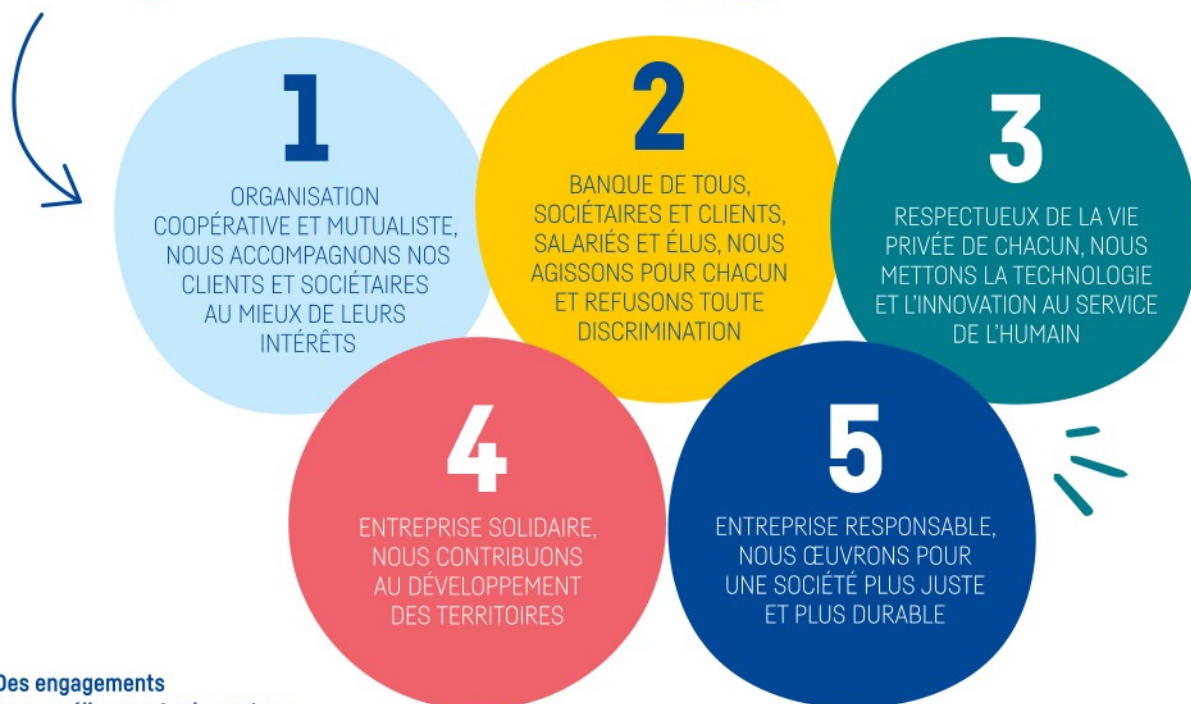 1
ORGANISATION
COOPÉRATIVE ET MUTUALISTE,
NOUS ACCOMPAGNONS NOS
CLIENTS ET SOCIÉTAIRES
AU MIEUX DE LEURS
INTÉRÊTS
2
BANQUE DE TOUS,
SOCIÉTAIRES ET CLIENTS,
SALARIÉS ET ÉLUS, NOUS
AGISSONS POUR CHACUN
ET REFUSONS TOUTE
DISCRIMINATION
3
RESPECTUEUX DE LA VIE
PRIVÉE DE CHACUN, NOUS
METTONS LA TECHNOLOGIE
ET L'INNOVATION AU SERVICE
DE L'HUMAIN
4
ENTREPRISE SOLIDAIRE,
NOUS CONTRIBUONS
AU DÉVELOPPEMENT
DES TERRITOIRES
5
ENTREPRISE RESPONSABLE,
NOUS ŒUVRONS POUR
UNE SOCIÉTÉ PLUS JUSTE
ET PLUS DURABLE
Des engagements